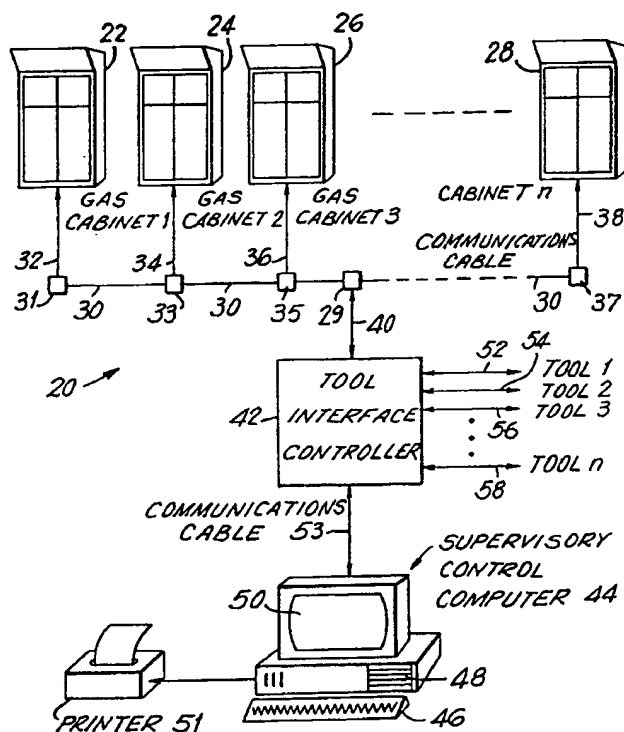 22
24
26
28
GAS CABINET 1
GAS CABINET 2
GAS CABINET 3
CABINET n
COMMUNICATIONS CABLE
32
34
36
38
31
30
33
30
35
29
30
37
40
20
42
TOOL INTERFACE CONTROLLER
52
TOOL 1
54
TOOL 2
TOOL 3
56
TOOL n
58
COMMUNICATIONS CABLE 53
SUPERVISORY CONTROL COMPUTER 44
50
48
46
PRINTER 51